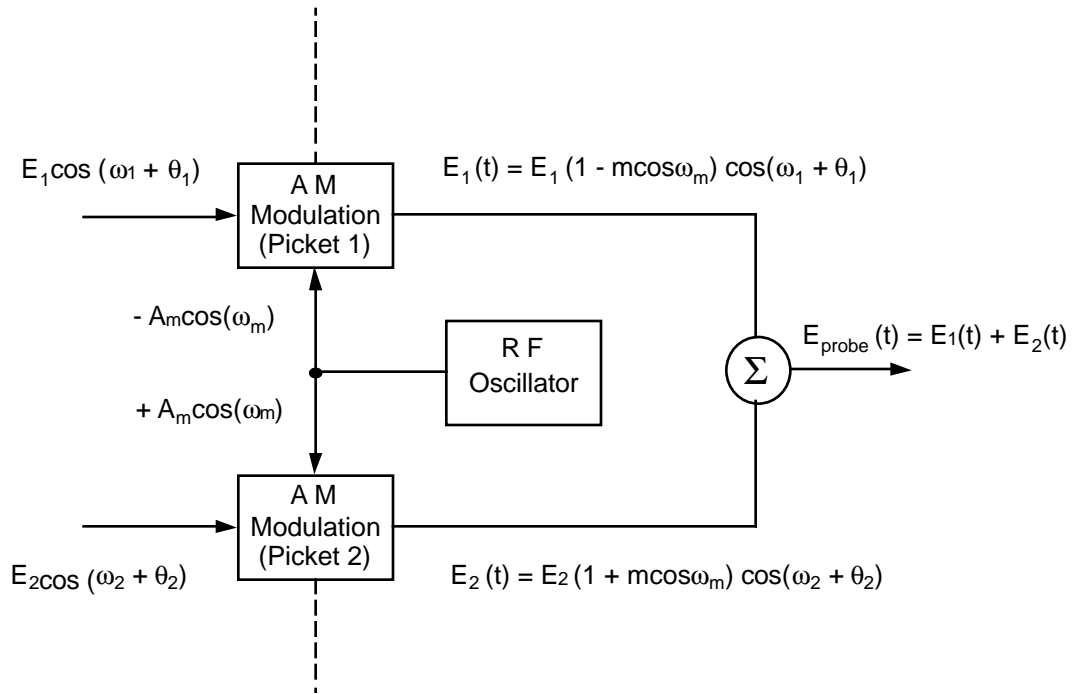 E₁cos (ω₁ + θ₁)
A M
Modulation
(Picket 1)
E₁ (t) = E₁ (1 - mcosωₘ) cos(ω₁ + θ₁)
- Aₘcos(ωₘ)
R F
Oscillator
+ Aₘcos(ωₘ)
Σ
E_probe (t) = E₁(t) + E₂(t)
A M
Modulation
(Picket 2)
E₂cos (ω₂ + θ₂)
E₂ (t) = E₂ (1 + mcosωₘ) cos(ω₂ + θ₂)